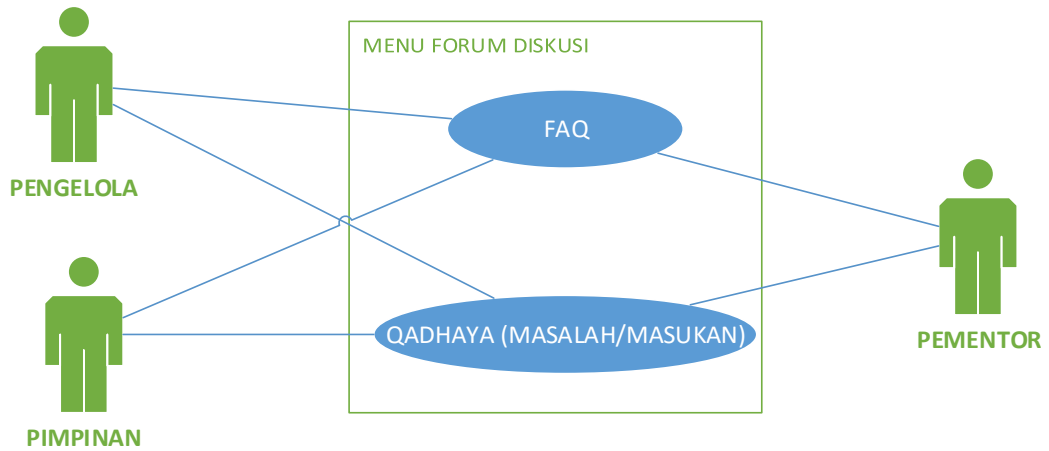 MENU FORUM DISKUSI
FAQ
PENGELOLA
QADHAYA (MASALAH/MASUKAN)
PEMENTOR
PIMPINAN